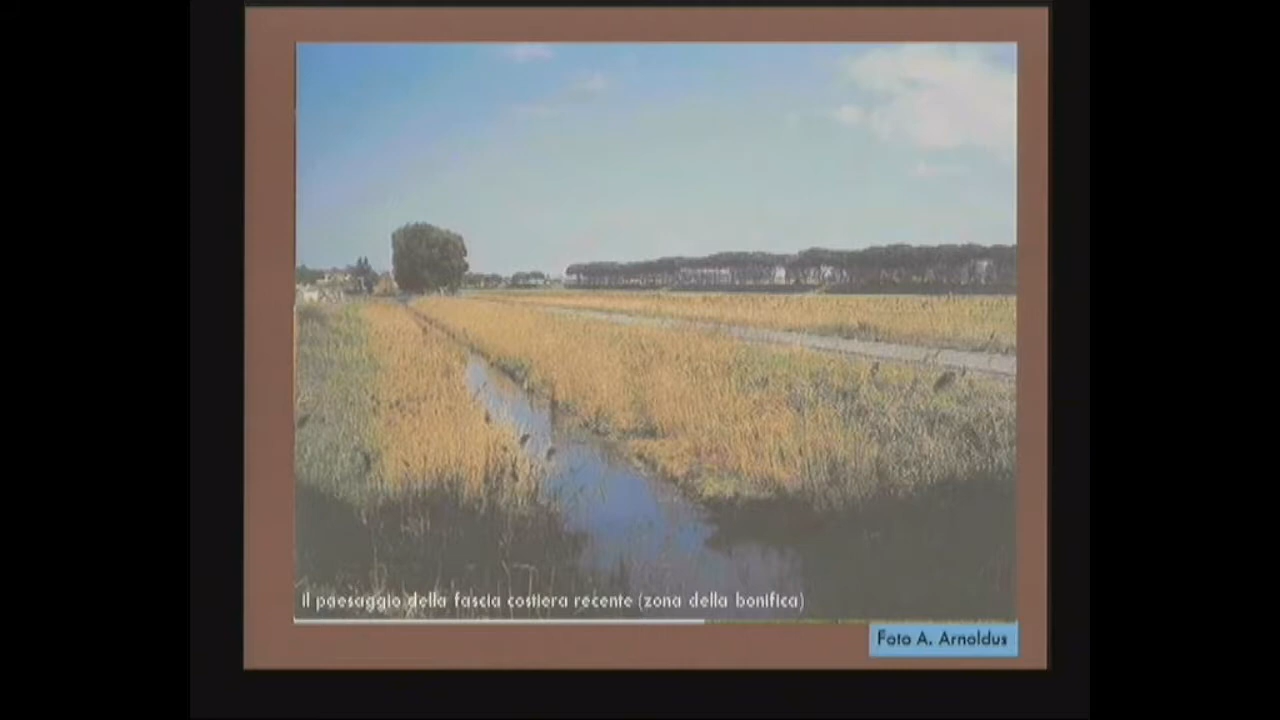 Il paesaggio della fascia costiera recente (zona della bonifica)
Foto A. Arnoldus